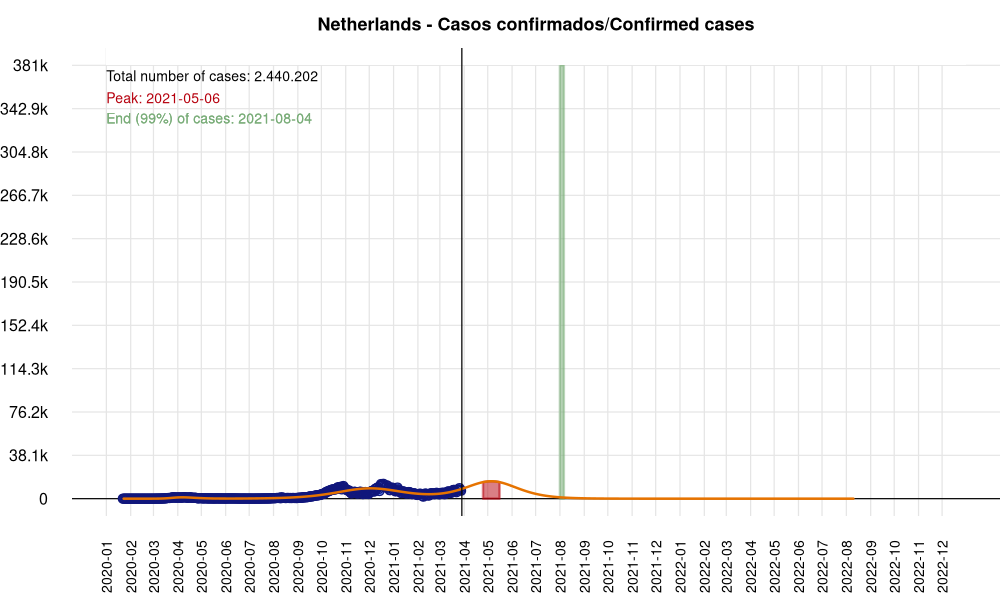 Netherlands - Casos confirmados/Confirmed cases
381k
Total number of cases: 2.440.202
Peak: 2021-05-06
342.9k
End (99%) of cases: 2021-08-04
304.8k
266.7k
228.6k
190.5k
152.4k
114.3k
76.2k
38.1k
0
2020-01
2020-02
2020-03
2020-04
2020-05
2020-06
2020-07
2020-08
2020-09
2020-10
2020-11
2020-12
2021-01
2021-02
2021-03
2021-04
2021-05
2021-06
2021-07
2021-08
2021-09
2021-10
2021-11
2021-12
2022-01
2022-02
2022-03
2022-04
2022-05
2022-06
2022-07
2022-08
2022-09
2022-10
2022-11
2022-12